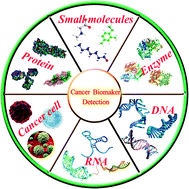 Small molecules
Protein
Enzyme
Cancer Biomaker
Detection
Cancer cell
DNA
RNA